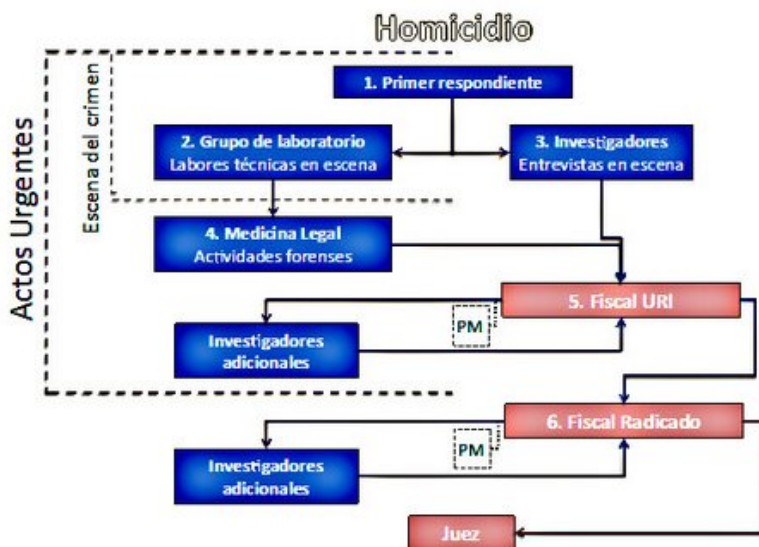 Homicidio
Actos Urgentes
Escena del crimen
1. Primer respondiente
2. Grupo de laboratorio
Labores técnicas en escena
3. Investigadores
Entrevistas en escena
4. Medicina Legal
Actividades forenses
5. Fiscal URI
PM
Investigadores
adicionales
6. Fiscal Radicado
PM
Investigadores
adicionales
Juez